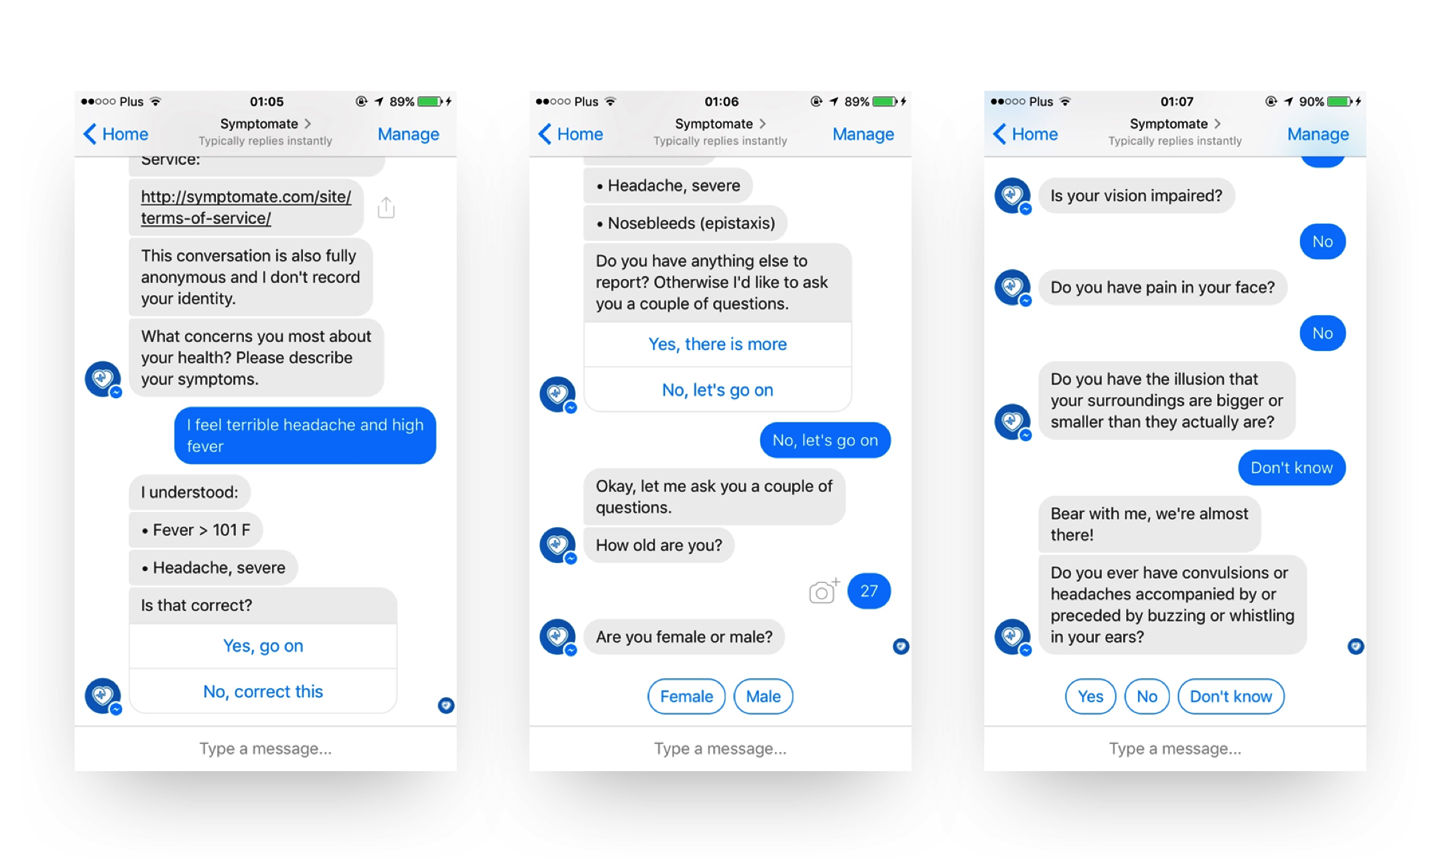 Plus
01:05
89%
Home
Symptomate
Typically replies instantly
Manage
Service:
http://symptomate.com/site/
terms-of-service/
This conversation is also fully
anonymous and I don't record
your identity.
What concerns you most about
your health? Please describe
your symptoms.
I feel terrible headache and high
fever
I understood:
• Fever > 101 F
• Headache, severe
Is that correct?
Yes, go on
No, correct this
Type a message...
Plus
01:06
89%
Home
Symptomate
Typically replies instantly
Manage
• Headache, severe
• Nosebleeds (epistaxis)
Do you have anything else to
report? Otherwise I'd like to ask
you a couple of questions.
Yes, there is more
No, let's go on
No, let's go on
Okay, let me ask you a couple of
questions.
How old are you?
27
Are you female or male?
Female
Male
Type a message...
Plus
01:07
90%
Home
Symptomate
Typically replies instantly
Manage
Is your vision impaired?
No
Do you have pain in your face?
No
Do you have the illusion that
your surroundings are bigger or
smaller than they actually are?
Don't know
Bear with me, we're almost
there!
Do you ever have convulsions or
headaches accompanied by or
preceded by buzzing or whistling
in your ears?
Yes
No
Don't know
Type a message...